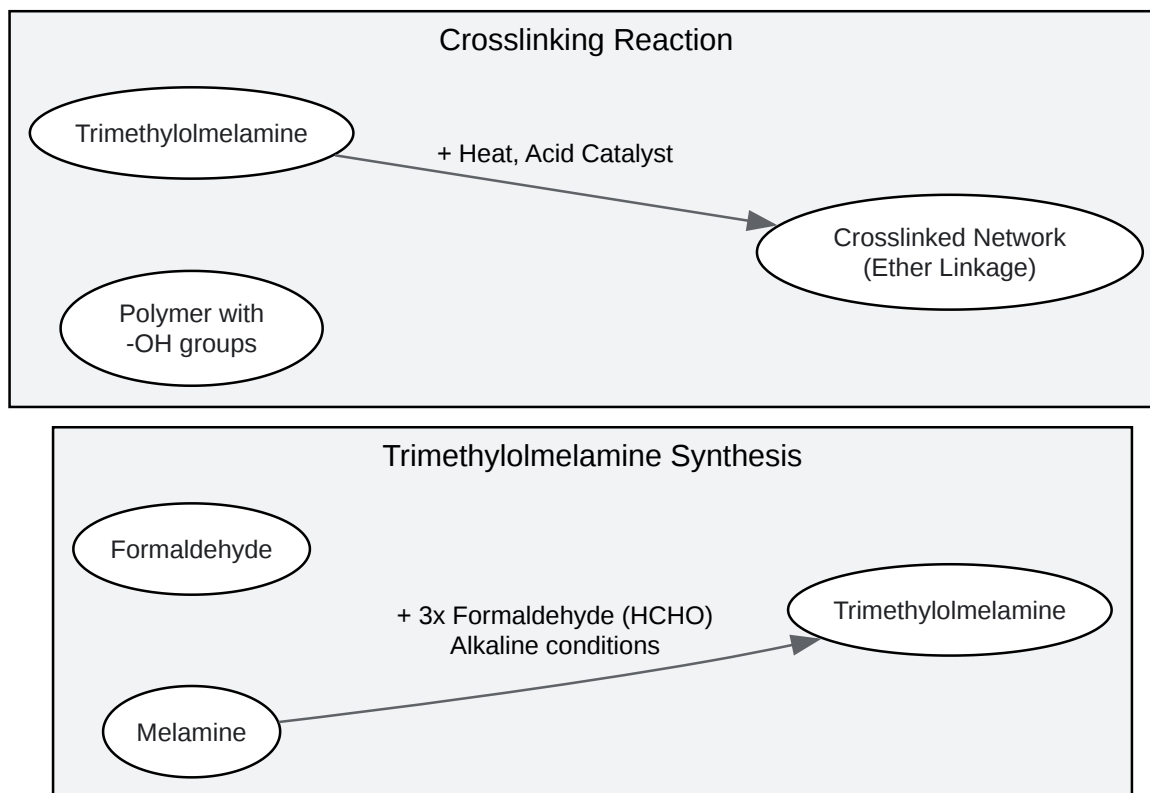 Crosslinking Reaction
Trimethylolmelamine
+ Heat, Acid Catalyst
Crosslinked Network
(Ether Linkage)
Polymer with
-OH groups
Trimethylolmelamine Synthesis
Formaldehyde
+ 3x Formaldehyde (HCHO)
Alkaline conditions
Trimethylolmelamine
Melamine